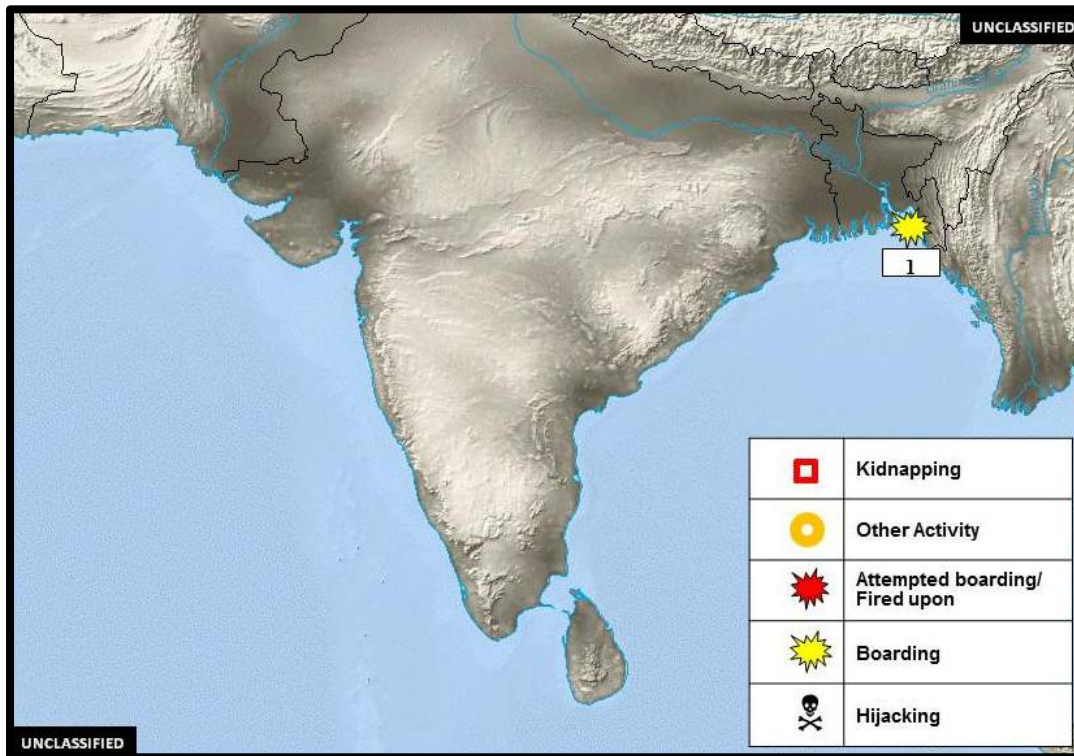 UNCLASSIFIED
1
Kidnapping
Other Activity
Attempted boarding/
Fired upon
Boarding
Hijacking
UNCLASSIFIED